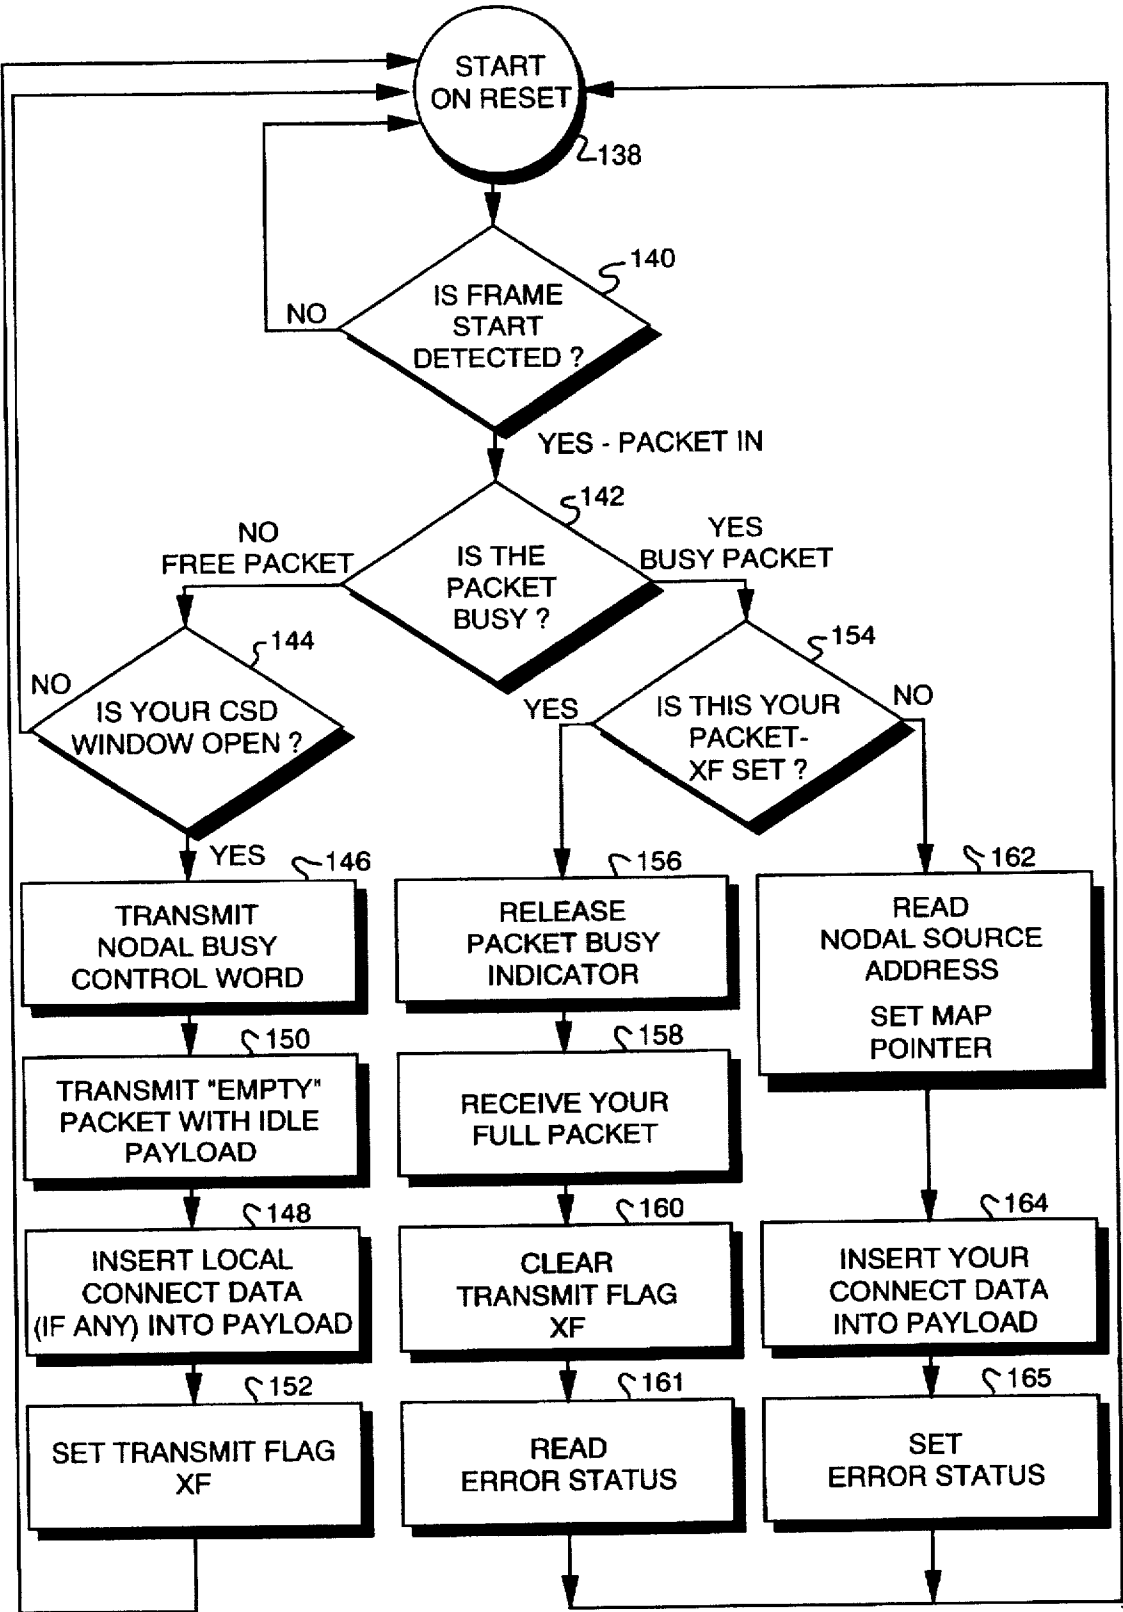 START
ON RESET
138
140
IS FRAME
START
DETECTED ?
NO
YES - PACKET IN
142
NO
FREE PACKET
IS THE
PACKET
BUSY ?
YES
BUSY PACKET
144
NO
IS YOUR CSD
WINDOW OPEN ?
YES
154
YES
IS THIS YOUR
PACKET-
XF SET ?
NO
146
TRANSMIT
NODAL BUSY
CONTROL WORD
150
TRANSMIT "EMPTY"
PACKET WITH IDLE
PAYLOAD
148
INSERT LOCAL
CONNECT DATA
(IF ANY) INTO PAYLOAD
152
SET TRANSMIT FLAG
XF
156
RELEASE
PACKET BUSY
INDICATOR
158
RECEIVE YOUR
FULL PACKET
160
CLEAR
TRANSMIT FLAG
XF
161
READ
ERROR STATUS
162
READ
NODAL SOURCE
ADDRESS
SET MAP
POINTER
164
INSERT YOUR
CONNECT DATA
INTO PAYLOAD
165
SET
ERROR STATUS